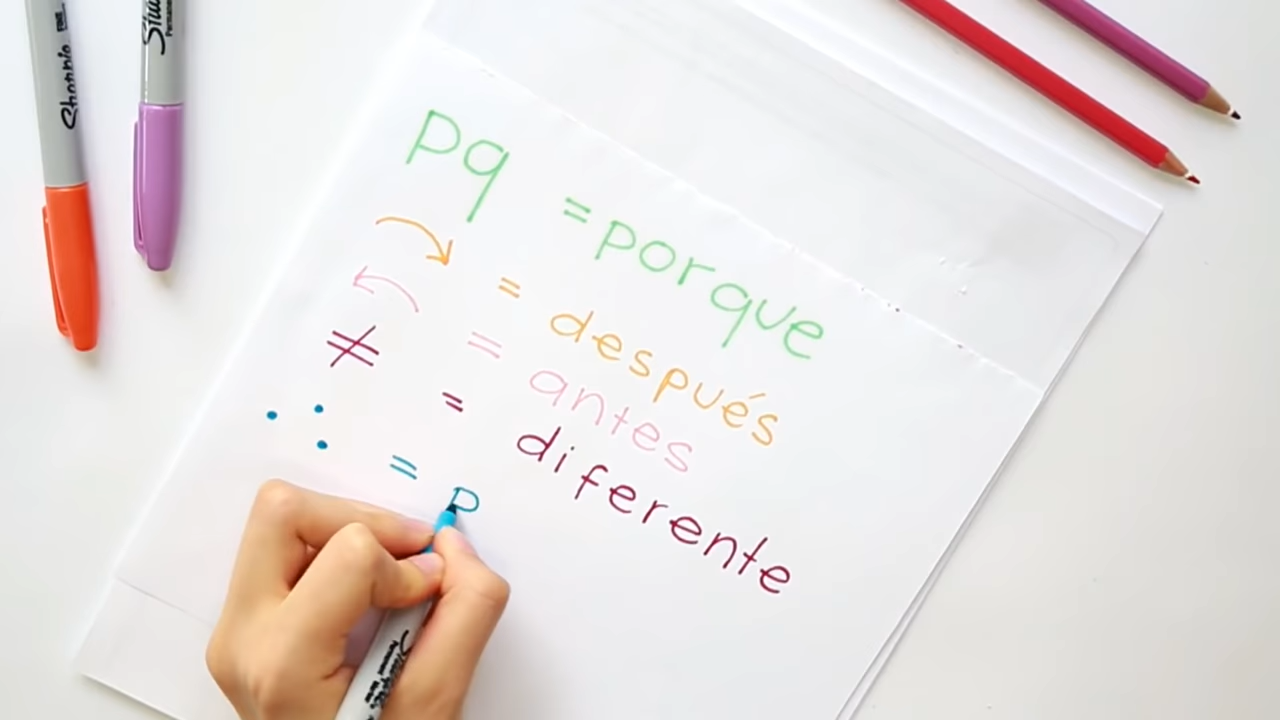 pq = porque
→ = después
← = antes
≠ = diferente
∴ = p
Sharpie